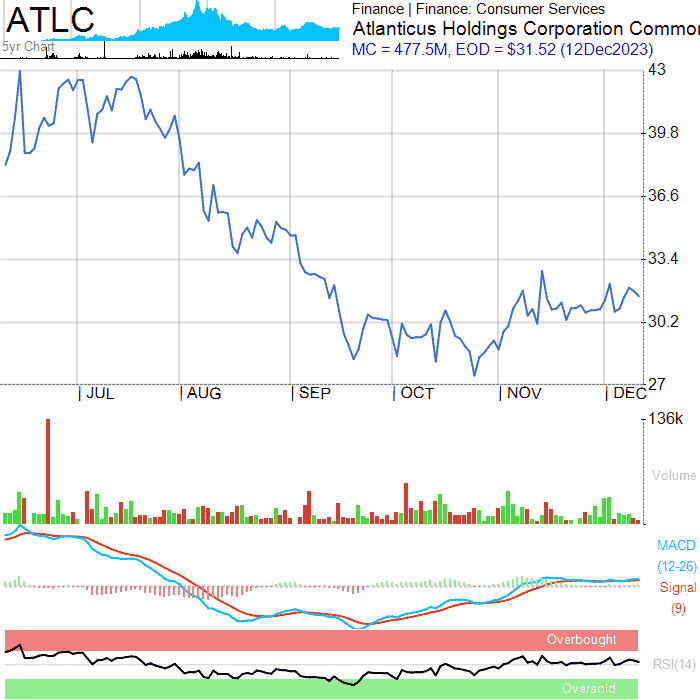 ATLC
5yr Chart
Finance | Finance: Consumer Services
Atlanticus Holdings Corporation Common
MC = 477.5M, EOD = $31.52 (12Dec2023)
43
39.8
36.6
33.4
30.2
27
JUL
AUG
SEP
OCT
NOV
DEC
136k
Volume
MACD
(12-26)
Signal
(9)
Overbought
RSI(14)
Oversold